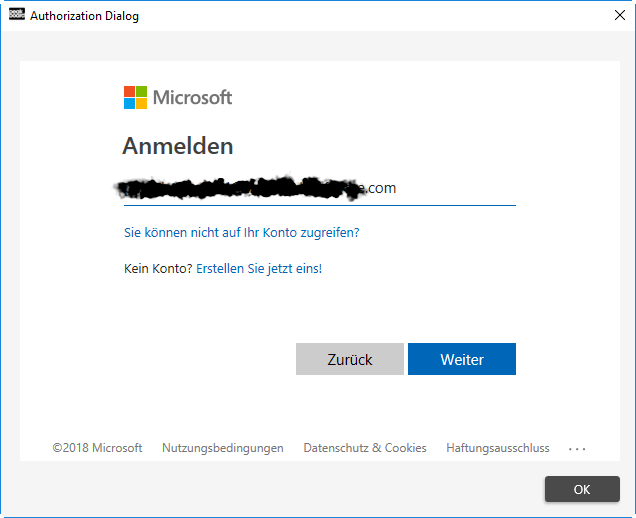 Authorization Dialog
Microsoft
Anmelden
.com
Sie können nicht auf Ihr Konto zugreifen?
Kein Konto? Erstellen Sie jetzt eins!
Zurück Weiter
©2018 Microsoft Nutzungsbedingungen Datenschutz & Cookies Haftungsausschluss ...
OK